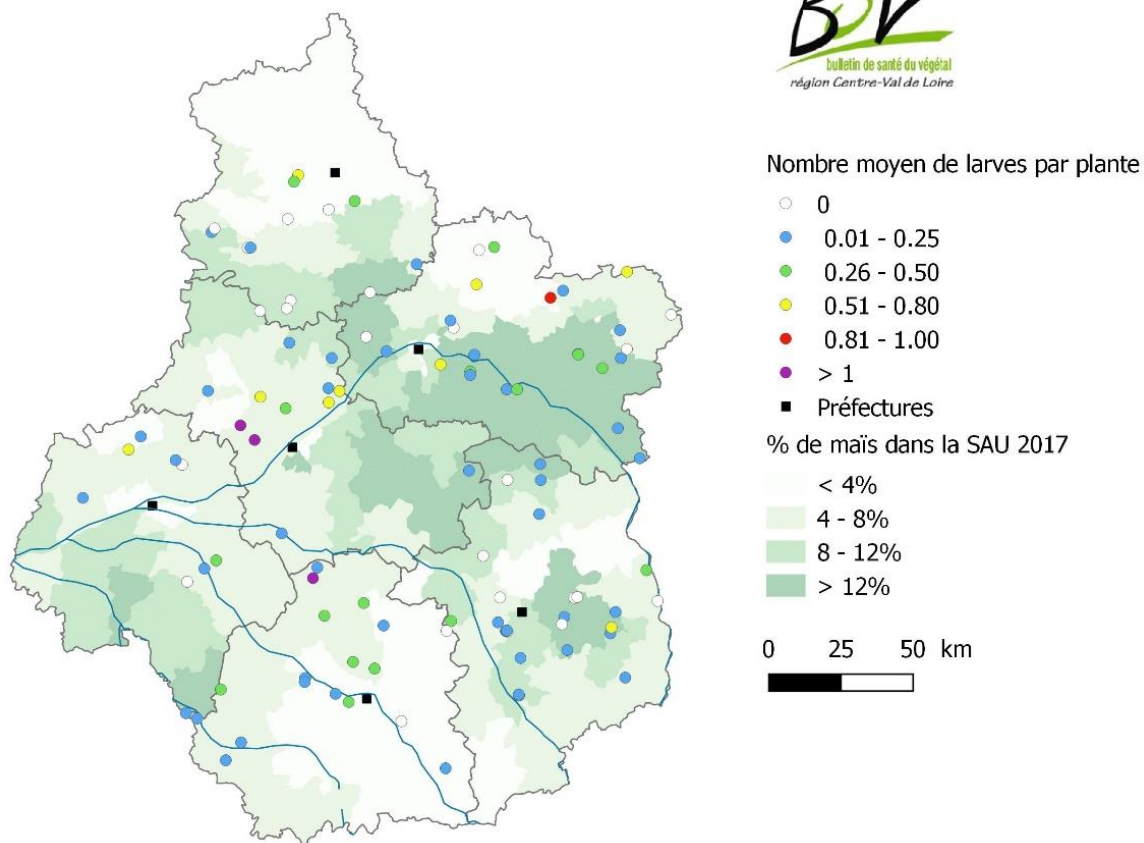 BSV
bulletin de santé du végétal
région Centre-Val de Loire
Nombre moyen de larves par plante
0
0.01 - 0.25
0.26 - 0.50
0.51 - 0.80
0.81 - 1.00
> 1
Préfectures
% de maïs dans la SAU 2017
< 4%
4 - 8%
8 - 12%
> 12%
0 25 50 km